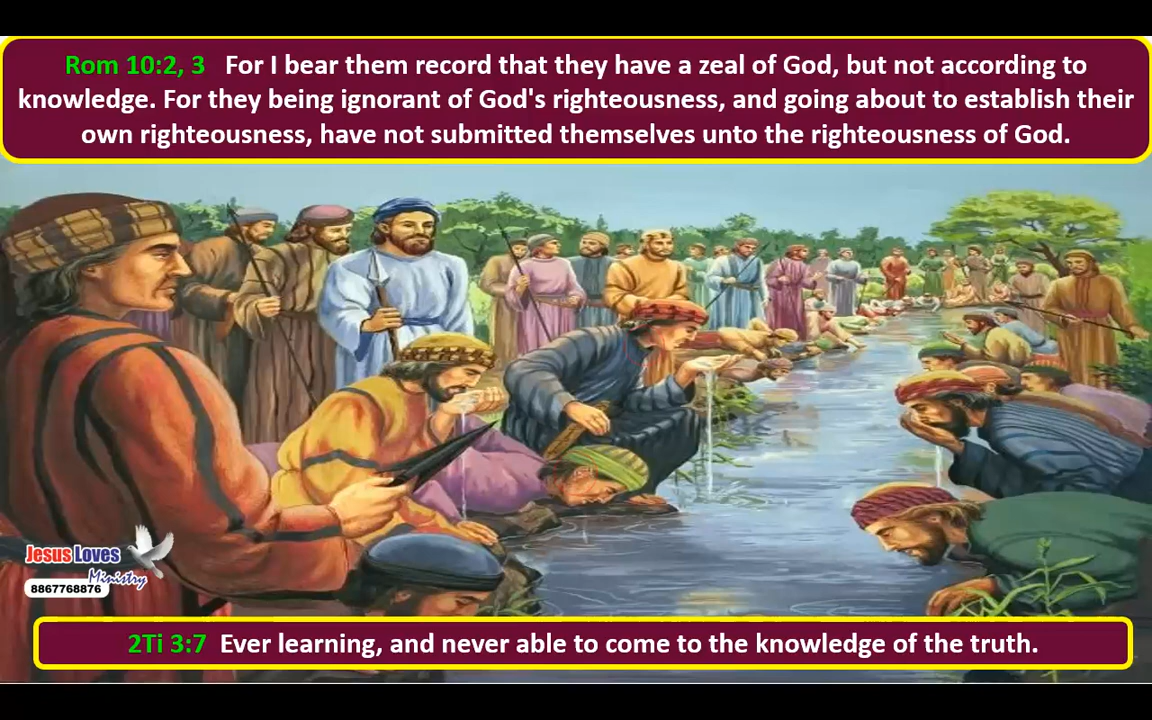 Rom 10:2, 3 For I bear them record that they have a zeal of God, but not according to
knowledge. For they being ignorant of God's righteousness, and going about to establish their
own righteousness, have not submitted themselves unto the righteousness of God.
Jesus Loves
Ministry
8867768876
2Ti 3:7 Ever learning, and never able to come to the knowledge of the truth.